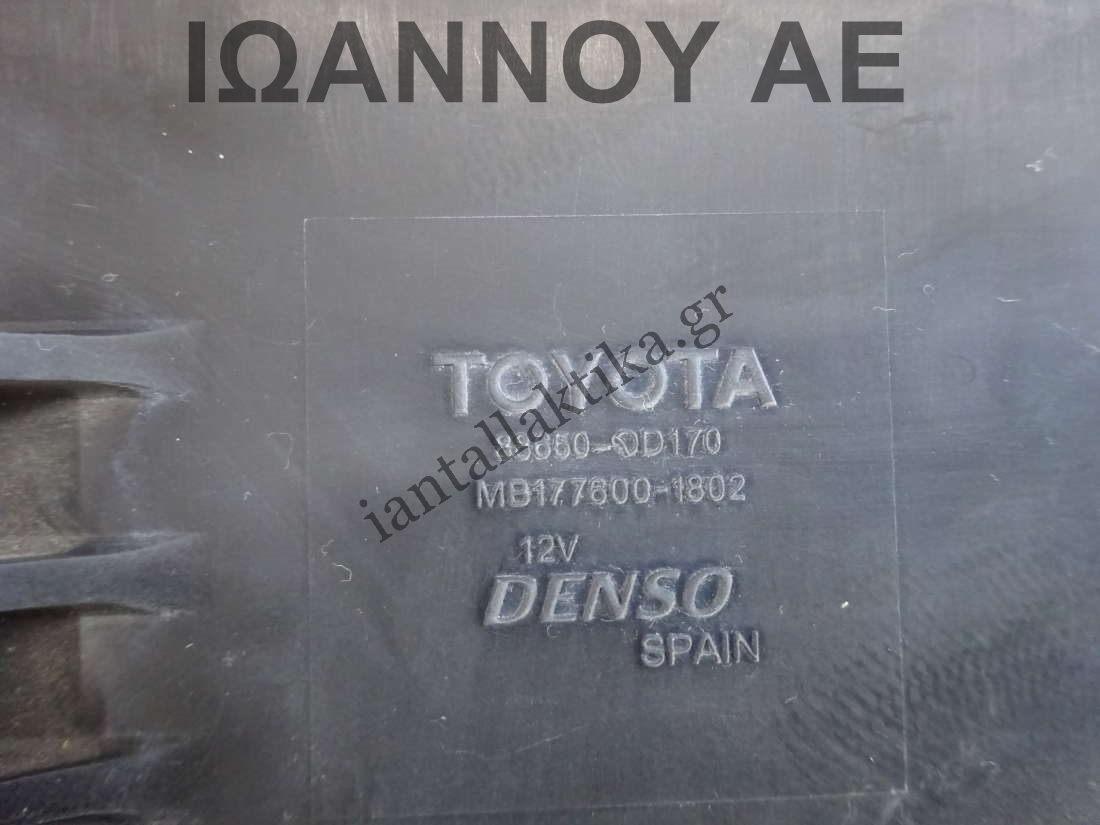 ΙΩΑΝΝΟΥ ΑΕ
TOYOTA
88650-0D170
MB177600-1802
iantallaktika.gr
12V
DENSO
SPAIN